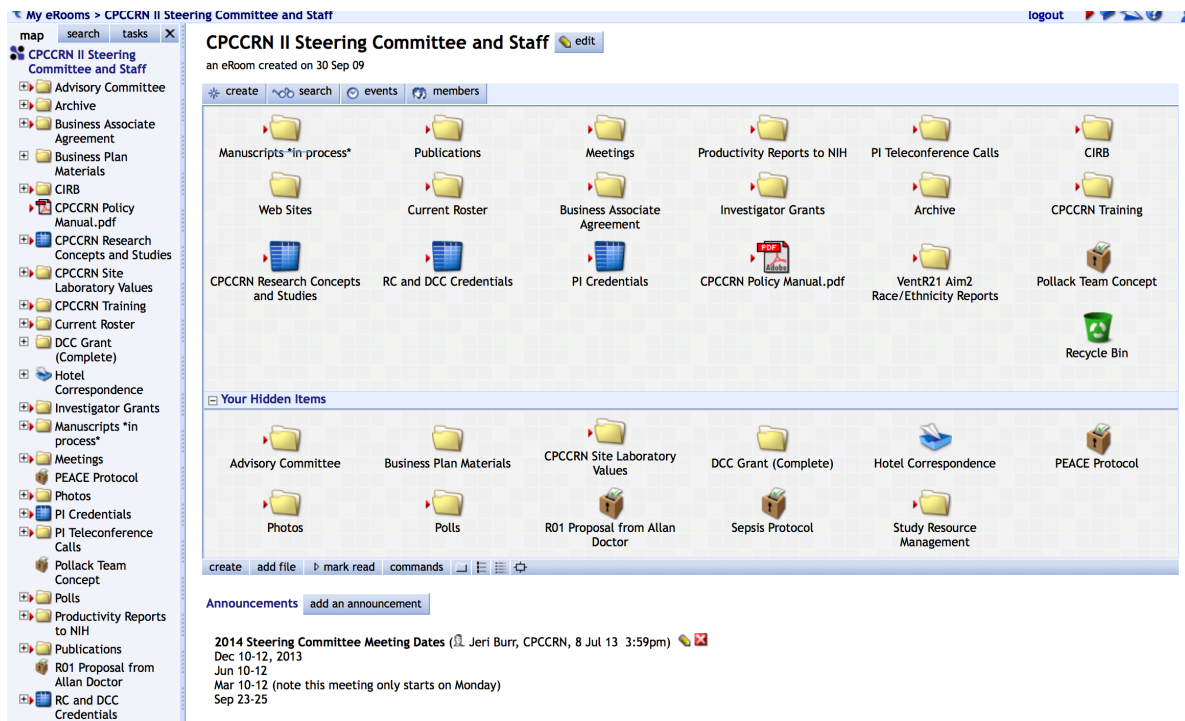 My eRooms > CPCCRN II Steering Committee and Staff
logout
map
search
tasks
X
CPCCRN II Steering
Committee and Staff
Advisory Committee
Archive
Business Associate
Agreement
Business Plan
Materials
CIRB
CPCCRN Policy
Manual.pdf
CPCCRN Research
Concepts and Studies
CPCCRN Site
Laboratory Values
CPCCRN Training
Current Roster
DCC Grant
(Complete)
Hotel
Correspondence
Investigator Grants
Manuscripts *in
process*
Meetings
PEACE Protocol
Photos
PI Credentials
PI Teleconference
Calls
Pollack Team
Concept
Polls
Productivity Reports
to NIH
Publications
R01 Proposal from
Allan Doctor
RC and DCC
Credentials
CPCCRN II Steering Committee and Staff
edit
an eRoom created on 30 Sep 09
create
search
events
members
Manuscripts *in process*
Publications
Meetings
Productivity Reports to NIH
PI Teleconference Calls
CIRB
Web Sites
Current Roster
Business Associate
Agreement
Investigator Grants
Archive
CPCCRN Training
CPCCRN Research Concepts
and Studies
RC and DCC Credentials
PI Credentials
PDF
Adobe
CPCCRN Policy Manual.pdf
VentR21 Aim2
Race/Ethnicity Reports
Pollack Team Concept
Recycle Bin
Your Hidden Items
Advisory Committee
Business Plan Materials
CPCCRN Site Laboratory
Values
DCC Grant (Complete)
Hotel Correspondence
PEACE Protocol
Photos
Polls
R01 Proposal from Allan
Doctor
Sepsis Protocol
Study Resource
Management
create
add file
mark read
commands
Announcements
add an announcement
2014 Steering Committee Meeting Dates ( Jeri Burr, CPCCRN, 8 Jul 13 3:59pm)
Dec 10-12, 2013
Jun 10-12
Mar 10-12 (note this meeting only starts on Monday)
Sep 23-25